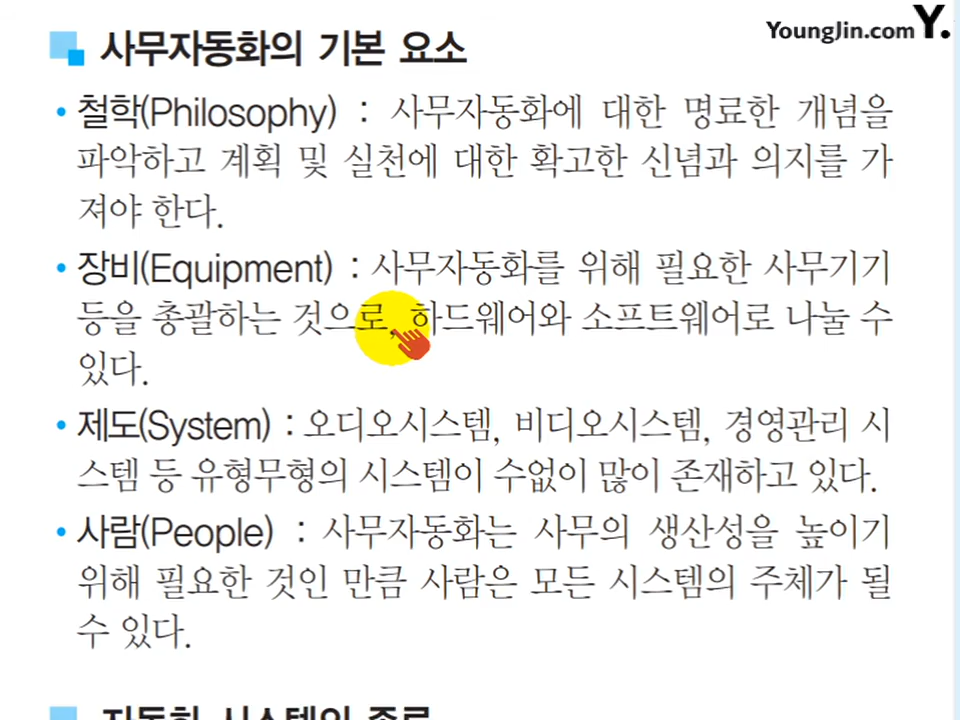 YoungJin.com Y.
사무자동화의 기본 요소
• 철학(Philosophy) : 사무자동화에 대한 명료한 개념을
파악하고 계획 및 실천에 대한 확고한 신념과 의지를 가
져야 한다.
• 장비(Equipment) : 사무자동화를 위해 필요한 사무기기
등을 총괄하는 것으로, 하드웨어와 소프트웨어로 나눌 수
있다.
• 제도(System) : 오디오시스템, 비디오시스템, 경영관리 시
스템 등 유형무형의 시스템이 수없이 많이 존재하고 있다.
• 사람(People) : 사무자동화는 사무의 생산성을 높이기
위해 필요한 것인 만큼 사람은 모든 시스템의 주체가 될
수 있다.
자동화 시스템의 종류